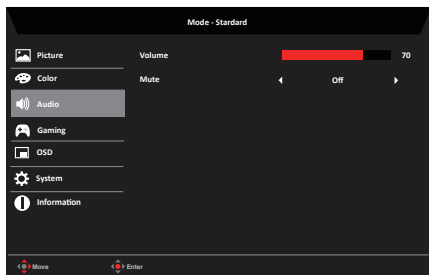 Mode - Stardard
Picture
Volume 70
Color
Mute Off
Audio
Gaming
OSD
System
Information
Move Enter